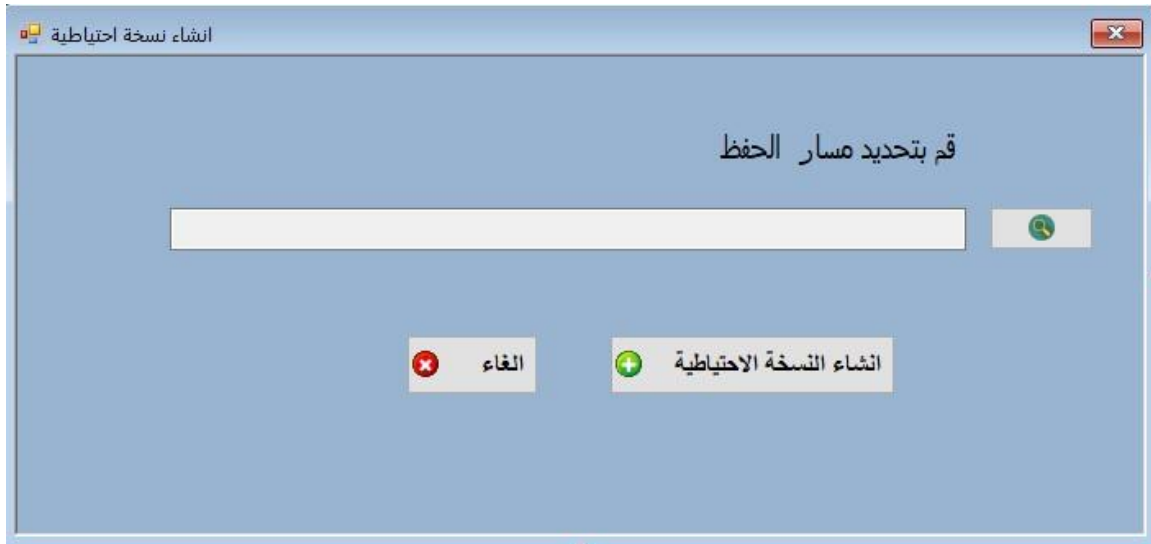 انشاء نسخة احتياطية
قم بتحديد مسار الحفظ
انشاء النسخة الاحتياطية
الغاء